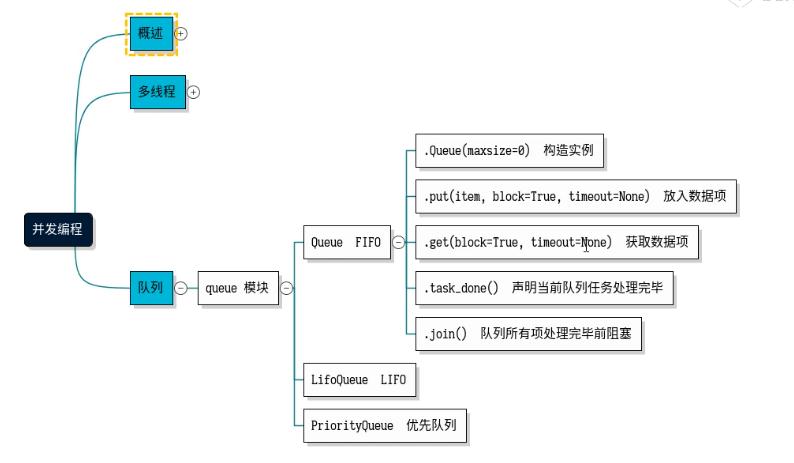 概述
多线程
并发编程
队列
queue 模块
Queue FIFO
.Queue(maxsize=0) 构造实例
.put(item, block=True, timeout=None) 放入数据项
.get(block=True, timeout=None) 获取数据项
.task_done() 声明当前队列任务处理完毕
.join() 队列所有项处理完毕前阻塞
LifoQueue LIFO
PriorityQueue 优先队列